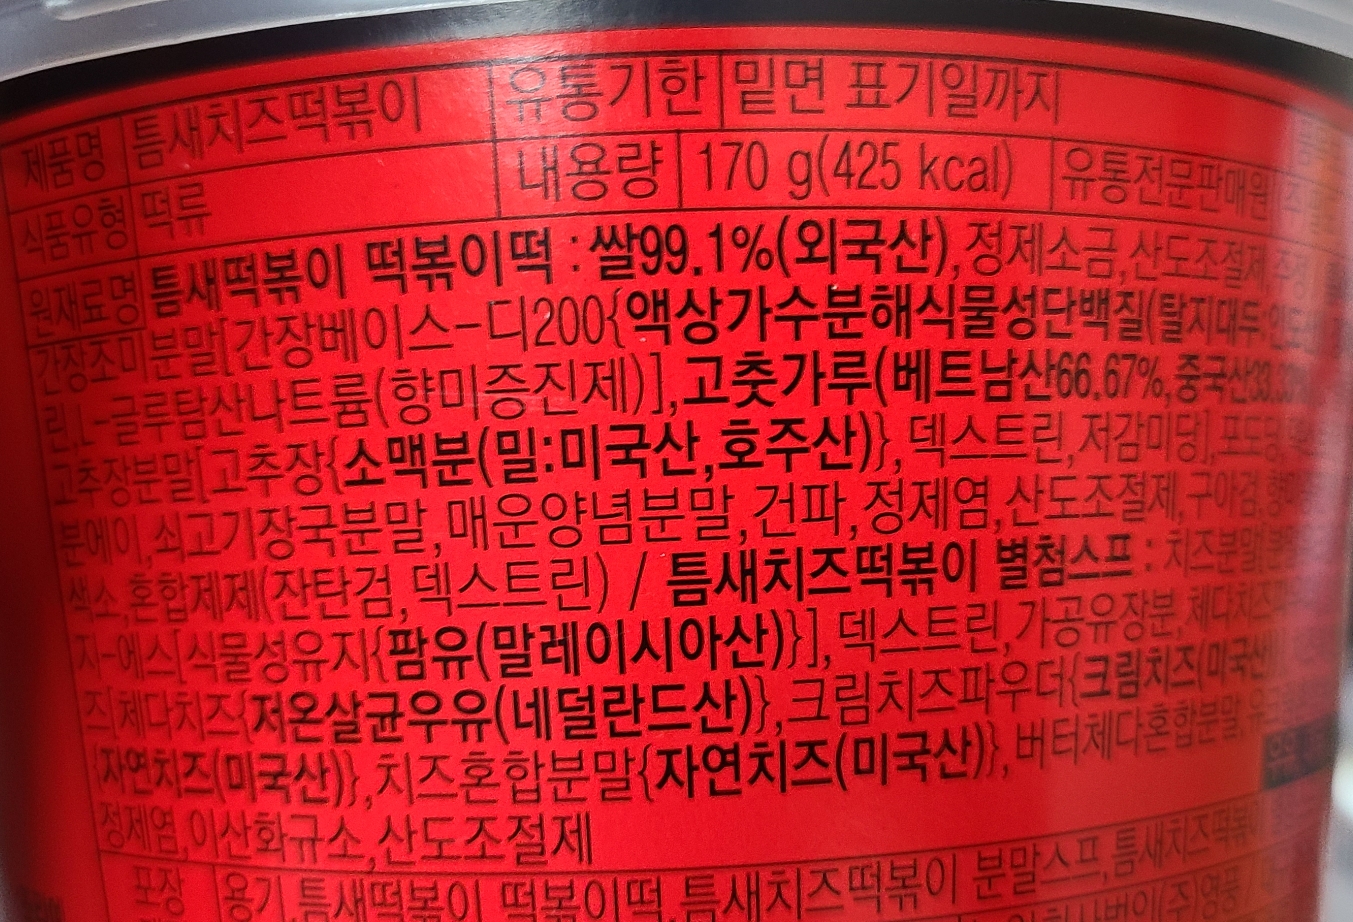 제품명 틈새치즈떡볶이 유통기한 밑면 표기일까지
식품유형 떡류 내용량 170 g(425 kcal) 유통전문판매원
원재료명 틈새떡볶이 떡볶이떡 : 쌀99.1%(외국산), 정제소금, 산도조절제, 주정
간장조미분말[간장베이스-디200{액상가수분해식물성단백질(탈지대두:인도산
린, L-글루탐산나트륨(향미증진제)], 고춧가루(베트남산66.67%, 중국산33.33%
고추장분말[고추장{소맥분(밀:미국산, 호주산)}, 덱스트린, 저감미당], 포도당,
분에이, 쇠고기장국분말, 매운양념분말, 건파, 정제염, 산도조절제, 구아검,
색소, 혼합제제(잔탄검, 덱스트린) / 틈새치즈떡볶이 별첨스프 : 치즈분말
지-에스[식물성유지{팜유(말레이시아산)}], 덱스트린, 가공유장분, 체다치즈
즈[체다치즈{저온살균우유(네덜란드산)}, 크림치즈파우더{크림치즈(미국산)
{자연치즈(미국산)}, 치즈혼합분말{자연치즈(미국산)}, 버터체다혼합분말,
정제염, 이산화규소, 산도조절제
포장 용기, 틈새떡볶이 떡볶이떡, 틈새치즈떡볶이 분말스프, 틈새치즈떡볶이